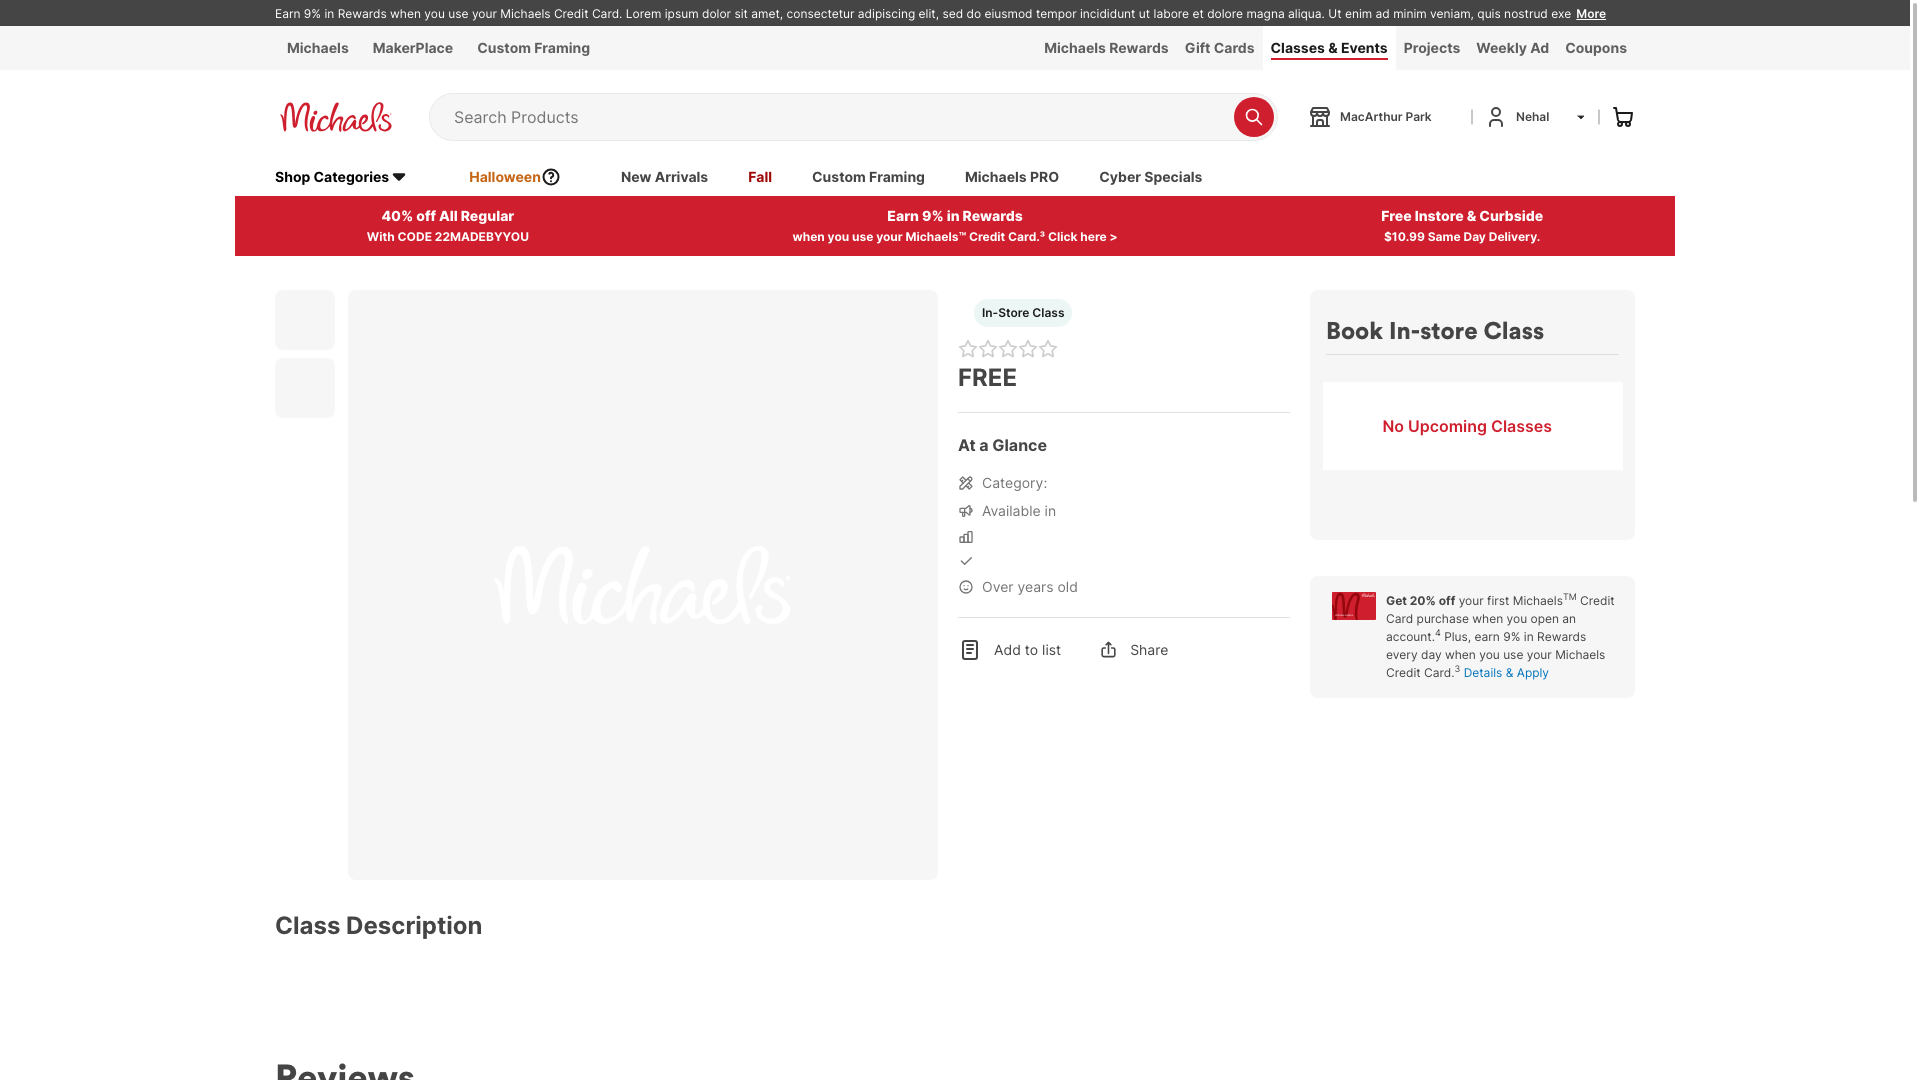 Earn 9% in Rewards when you use your Michaels Credit Card. Lorem ipsum dolor sit amet, consectetur adipiscing elit, sed do eiusmod tempor incididunt ut labore et dolore magna aliqua. Ut enim ad minim veniam, quis nostrud exe More
Michaels MakerPlace Custom Framing Michaels Rewards Gift Cards Classes & Events Projects Weekly Ad Coupons
Michaels Search Products MacArthur Park | Nehal |
Shop Categories Halloween New Arrivals Fall Custom Framing Michaels PRO Cyber Specials
40% off All Regular
With CODE 22MADEBYYOU
Earn 9% in Rewards
when you use your Michaels™ Credit Card.³ Click here >
Free Instore & Curbside
$10.99 Same Day Delivery.
Michaels
In-Store Class
FREE
At a Glance
Category:
Available in
Over years old
Add to list Share
Book In-store Class
No Upcoming Classes
Get 20% off your first Michaels™ Credit
Card purchase when you open an
account.⁴ Plus, earn 9% in Rewards
every day when you use your Michaels
Credit Card.³ Details & Apply
Class Description
Reviews